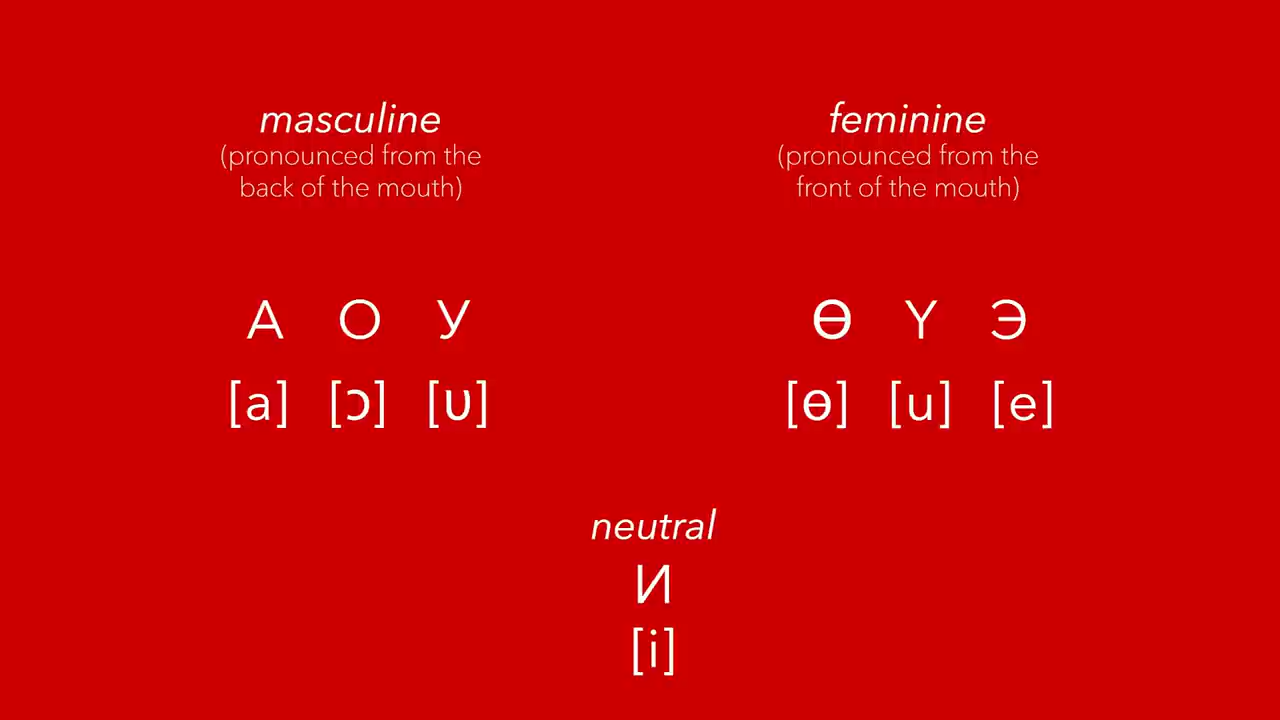 masculine
(pronounced from the
back of the mouth)
А О У
[a] [ɔ] [ʊ]
feminine
(pronounced from the
front of the mouth)
Ө Ү Э
[ɵ] [u] [e]
neutral
И
[i]